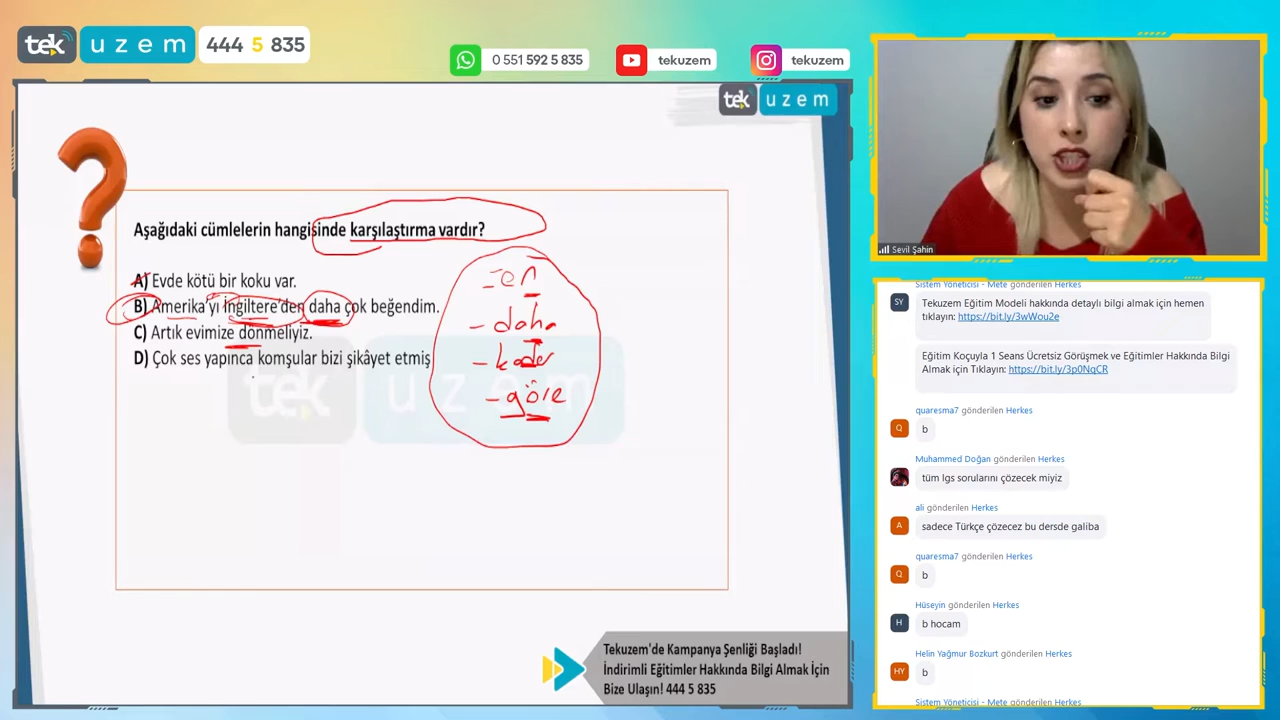 tek uzem 444 5 835
0 551 592 5 835
tekuzem
tekuzem
tek uzem
Aşağıdaki cümlelerin hangisinde karşılaştırma vardır?
A) Evde kötü bir koku var.
B) Amerika'yı İngiltere'den daha çok beğendim.
C) Artık evimize dönmeliyiz.
D) Çok ses yapınca komşular bizi şikâyet etmiş
- en
- daha
- kadar
- göre
tek uzem
Tekuzem'de Kampanya Şenliği Başladı!
İndirimli Eğitimler Hakkında Bilgi Almak İçin
Bize Ulaşın! 444 5 835
Sevil Şahin
Sistem Yöneticisi - Mete gönderilen Herkes
SY
Tekuzem Eğitim Modeli hakkında detaylı bilgi almak için hemen
tıklayın: https://bit.ly/3wWou2e
Eğitim Koçuyla 1 Seans Ücretsiz Görüşmek ve Eğitimler Hakkında Bilgi
Almak için Tıklayın: https://bit.ly/3p0NqCR
quaresma7 gönderilen Herkes
Q
b
Muhammed Doğan gönderilen Herkes
tüm lgs sorularını çözecek miyiz
ali gönderilen Herkes
A
sadece Türkçe çözecez bu dersde galiba
quaresma7 gönderilen Herkes
Q
b
Hüseyin gönderilen Herkes
H
b hocam
Helin Yağmur Bozkurt gönderilen Herkes
HY
b
Sistem Yöneticisi - Mete gönderilen Herkes